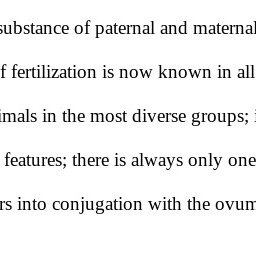 substance of paternal and maternal
f fertilization is now known in all
imals in the most diverse groups; i
features; there is always only one
rs into conjugation with the ovum